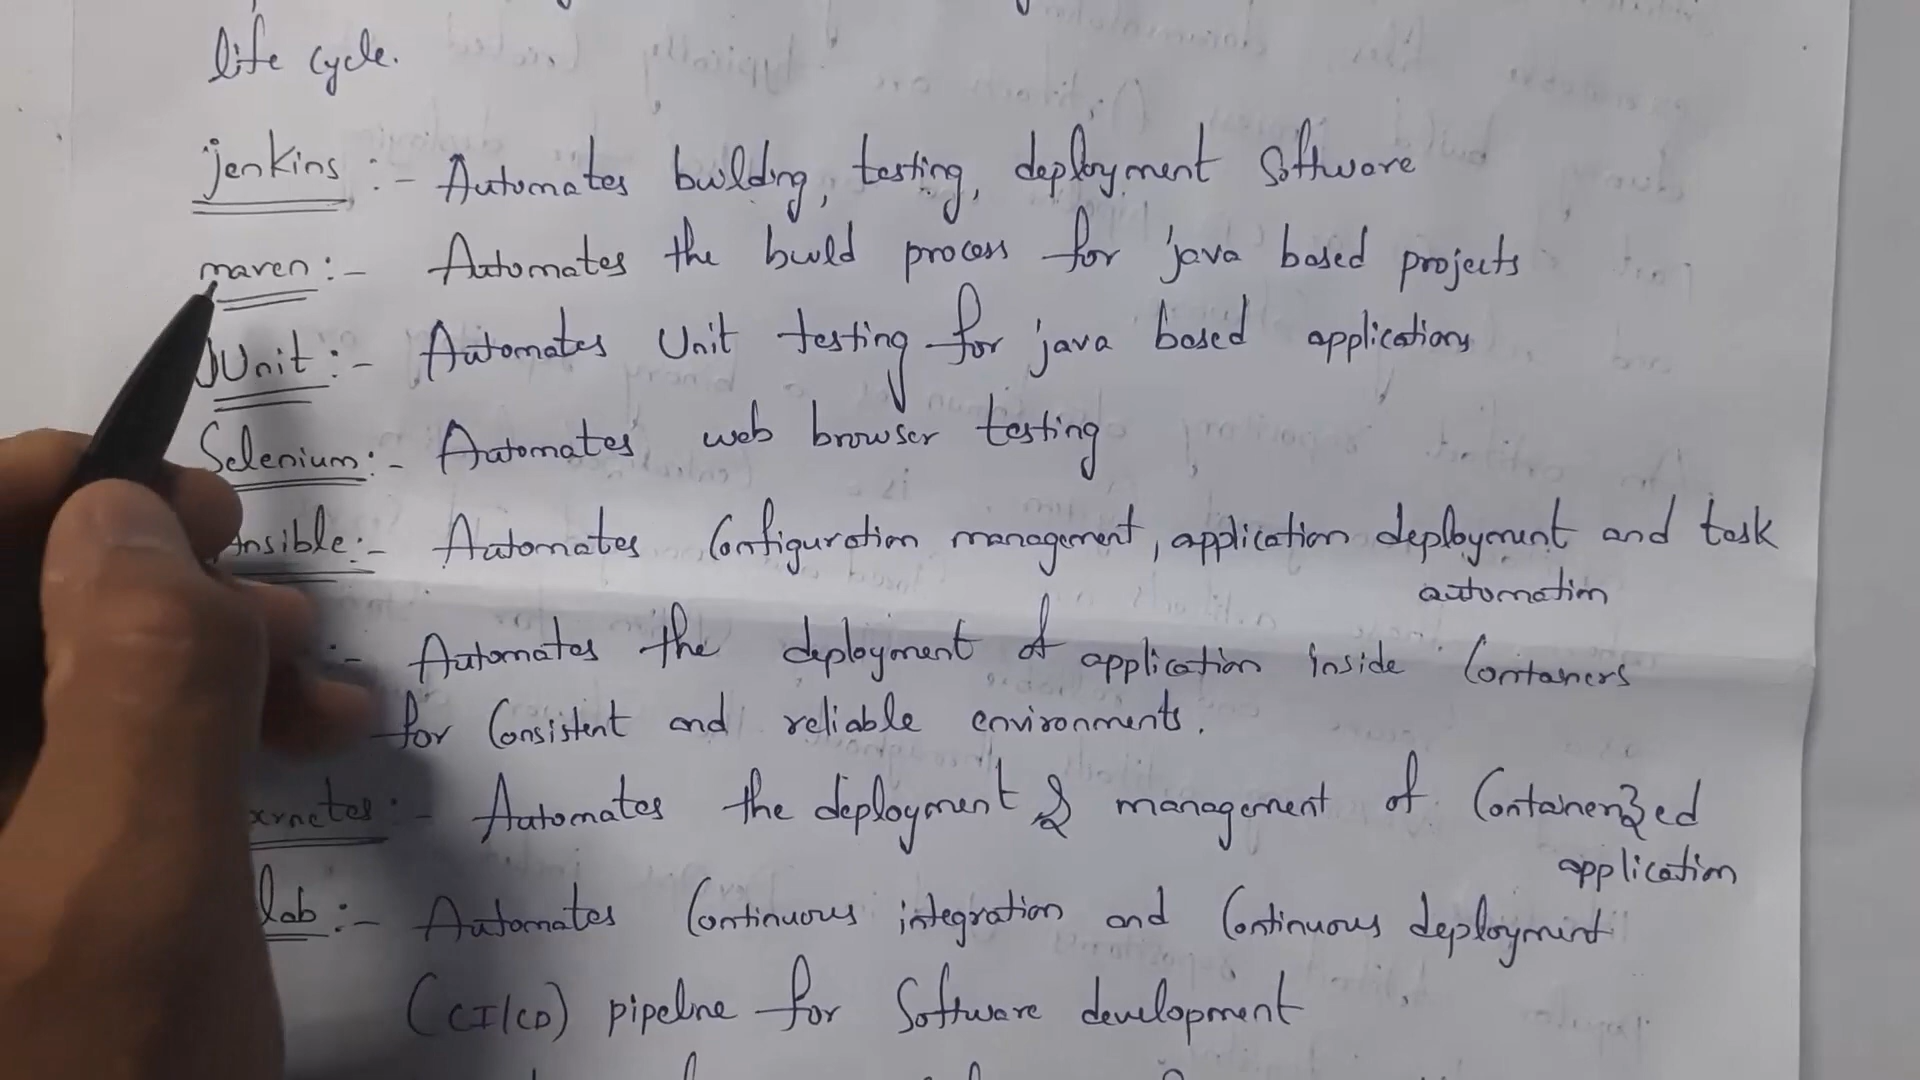 life cycle.
jenkins :- Automates building, testing, deployment Software
maven :- Automates the build process for java based projects
JUnit :- Automates Unit testing for java based applications
Selenium :- Automates web browser testing
Ansible :- Automates Configuration management, application deployment and task
automation
:- Automates the deployment of application inside Containers
for Consistent and reliable environments.
ernetes :- Automates the deployment & management of Containerized
application
lab :- Automates Continuous integration and Continuous deployment
(CI/CD) pipeline for Software development